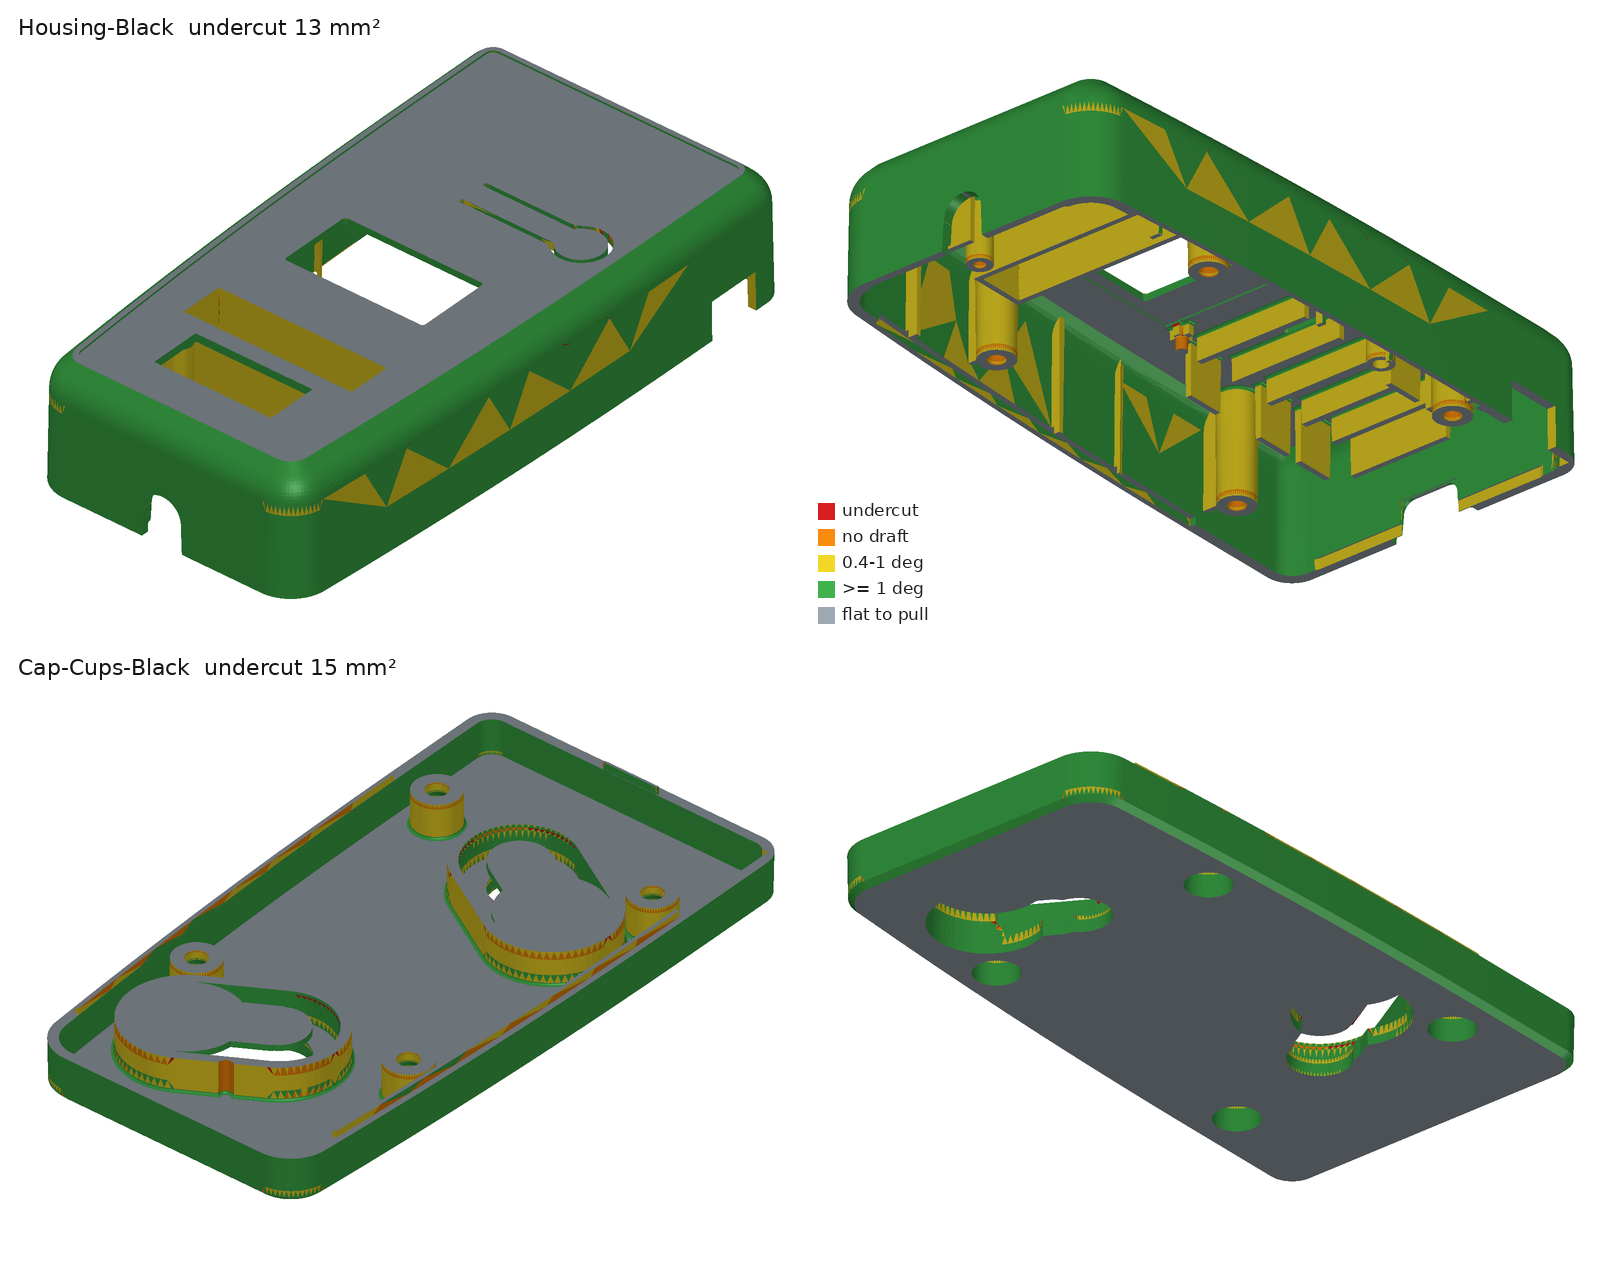 Housing-Black undercut 13 mm²
undercut
no draft
0.4-1 deg
>= 1 deg
flat to pull
Cap-Cups-Black undercut 15 mm²